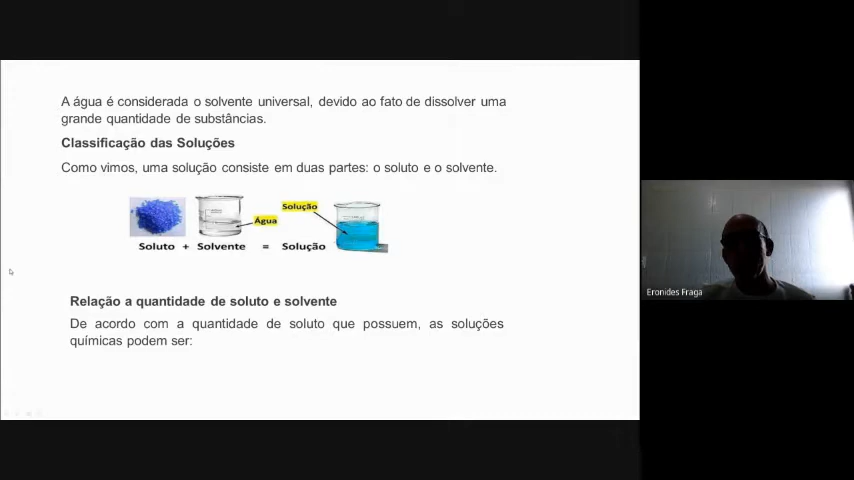 A água é considerada o solvente universal, devido ao fato de dissolver uma
grande quantidade de substâncias.
Classificação das Soluções
Como vimos, uma solução consiste em duas partes: o soluto e o solvente.
Solução
Água
Soluto + Solvente = Solução
Relação a quantidade de soluto e solvente
De acordo com a quantidade de soluto que possuem, as soluções
químicas podem ser:
Eronides Fraga